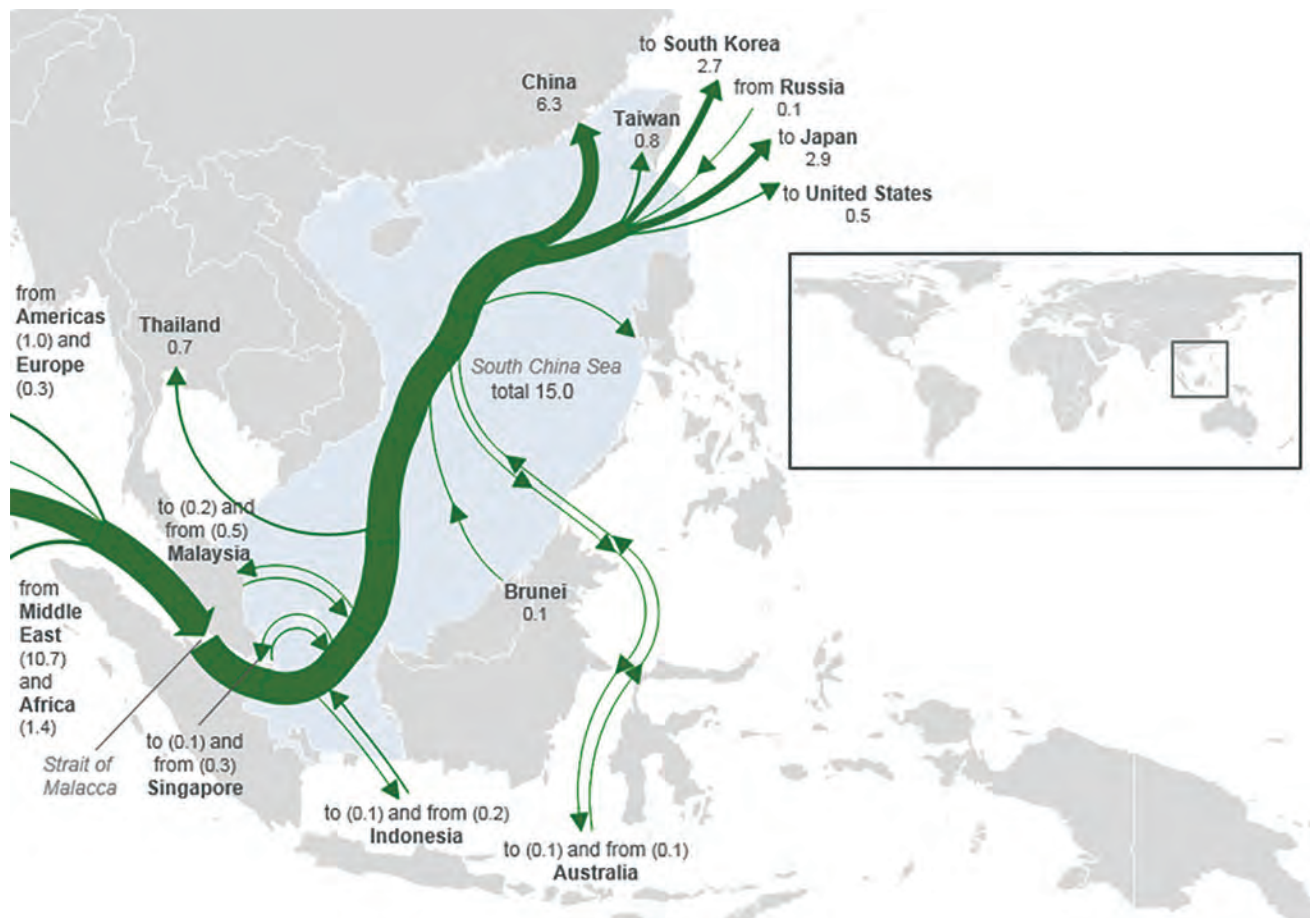 to South Korea
2.7
China
6.3
from Russia
0.1
Taiwan
0.8
to Japan
2.9
to United States
0.5
from
Americas
(1.0) and
Europe
(0.3)
Thailand
0.7
South China Sea
total 15.0
to (0.2) and
from (0.5)
Malaysia
from
Middle
East
(10.7)
and
Africa
(1.4)
Brunei
0.1
Strait of
Malacca
to (0.1) and
from (0.3)
Singapore
to (0.1) and from (0.2)
Indonesia
to (0.1) and from (0.1)
Australia